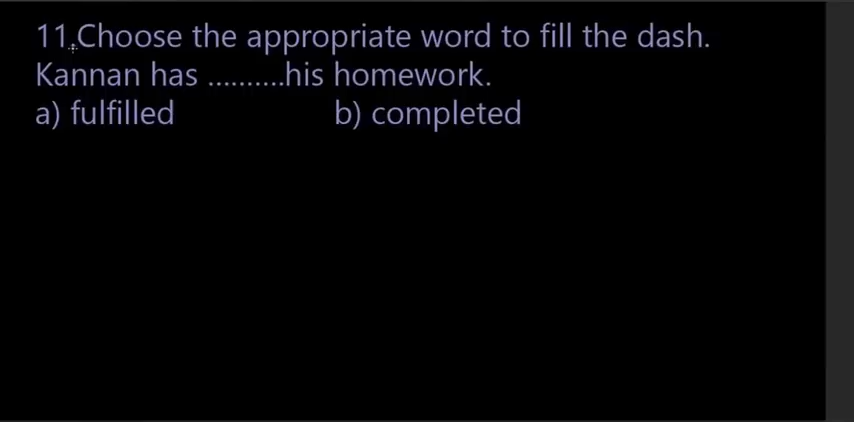 11.Choose the appropriate word to fill the dash.
Kannan has ..........his homework.
a) fulfilled b) completed